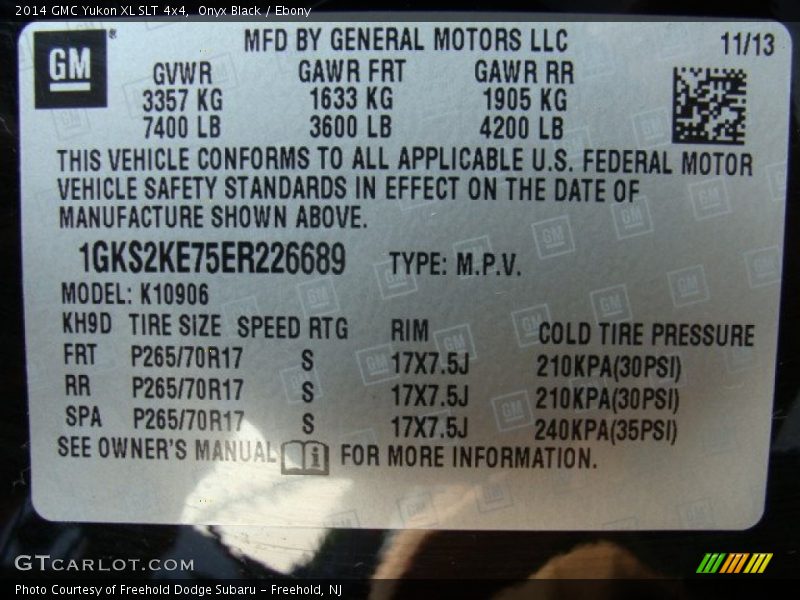 2014 GMC Yukon XL SLT 4x4, Onyx Black / Ebony
GM ® MFD BY GENERAL MOTORS LLC 11/13
GVWR GAWR FRT GAWR RR
3357 KG 1633 KG 1905 KG
7400 LB 3600 LB 4200 LB
THIS VEHICLE CONFORMS TO ALL APPLICABLE U.S. FEDERAL MOTOR
VEHICLE SAFETY STANDARDS IN EFFECT ON THE DATE OF
MANUFACTURE SHOWN ABOVE.
1GKS2KE75ER226689 TYPE: M.P.V.
MODEL: K10906
KH9D TIRE SIZE SPEED RTG RIM COLD TIRE PRESSURE
FRT P265/70R17 S 17X7.5J 210KPA(30PSI)
RR P265/70R17 S 17X7.5J 210KPA(30PSI)
SPA P265/70R17 S 17X7.5J 240KPA(35PSI)
SEE OWNER'S MANUAL i FOR MORE INFORMATION.
GTCARLOT.COM
Photo Courtesy of Freehold Dodge Subaru - Freehold, NJ